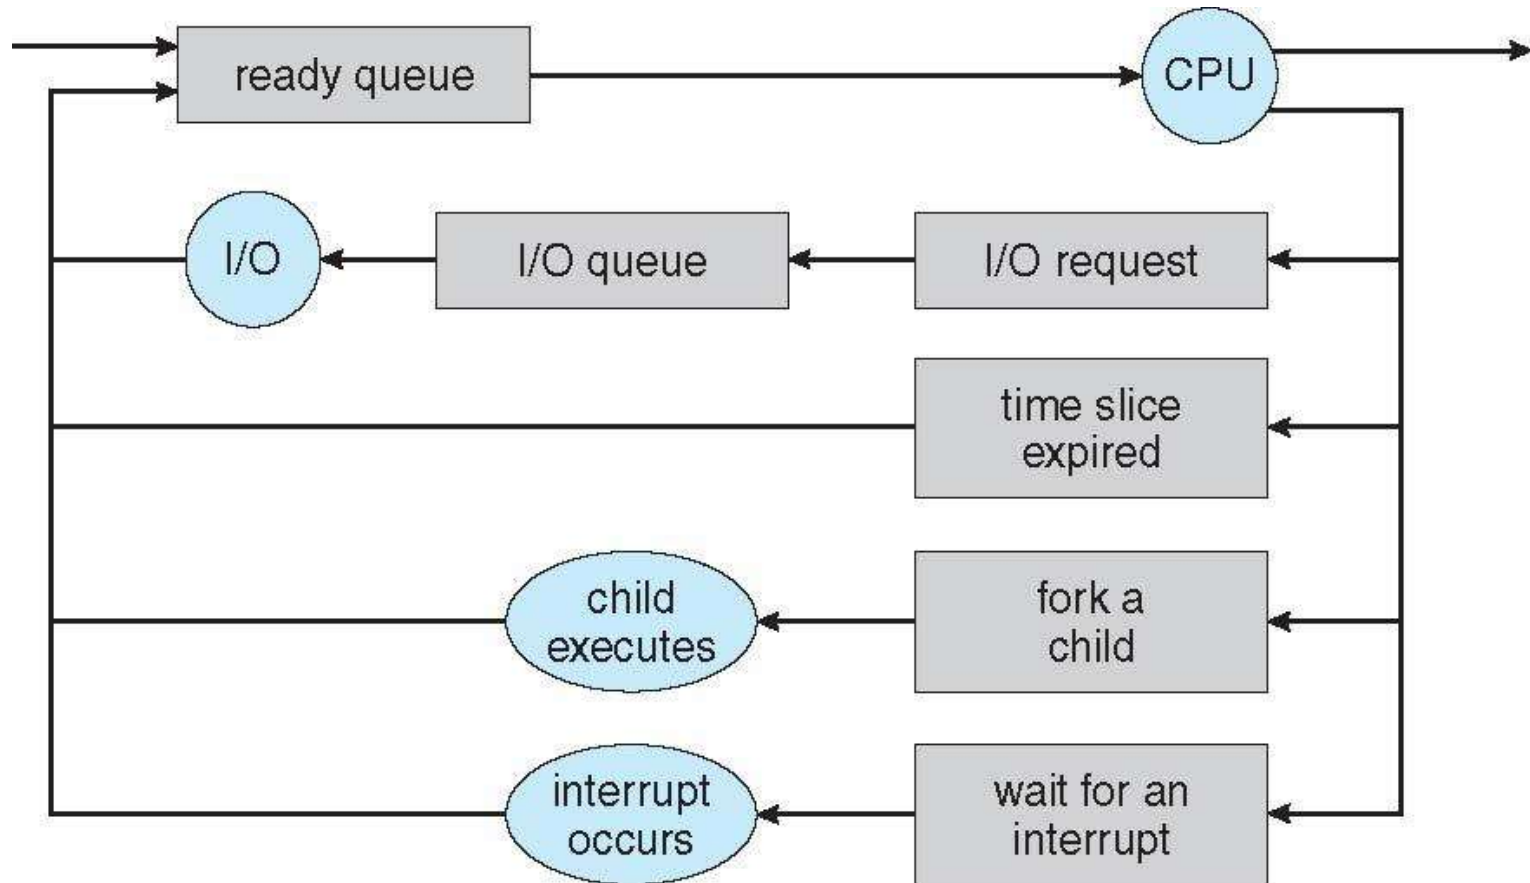 ready queue
CPU
I/O
I/O queue
I/O request
time slice
expired
child
executes
fork a
child
interrupt
occurs
wait for an
interrupt